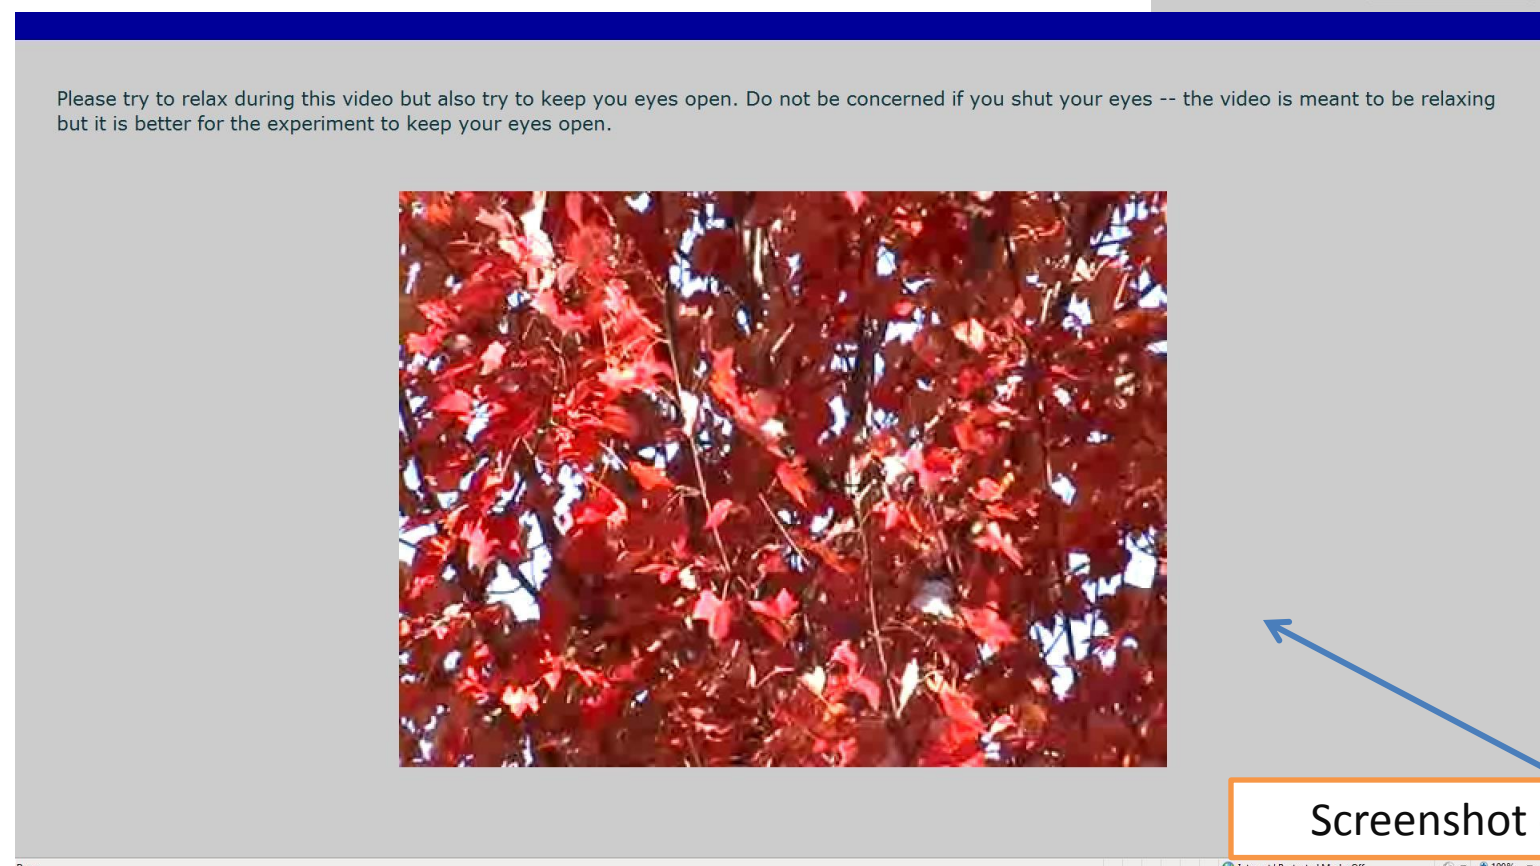 Please try to relax during this video but also try to keep you eyes open. Do not be concerned if you shut your eyes -- the video is meant to be relaxing
but it is better for the experiment to keep your eyes open.
Screenshot